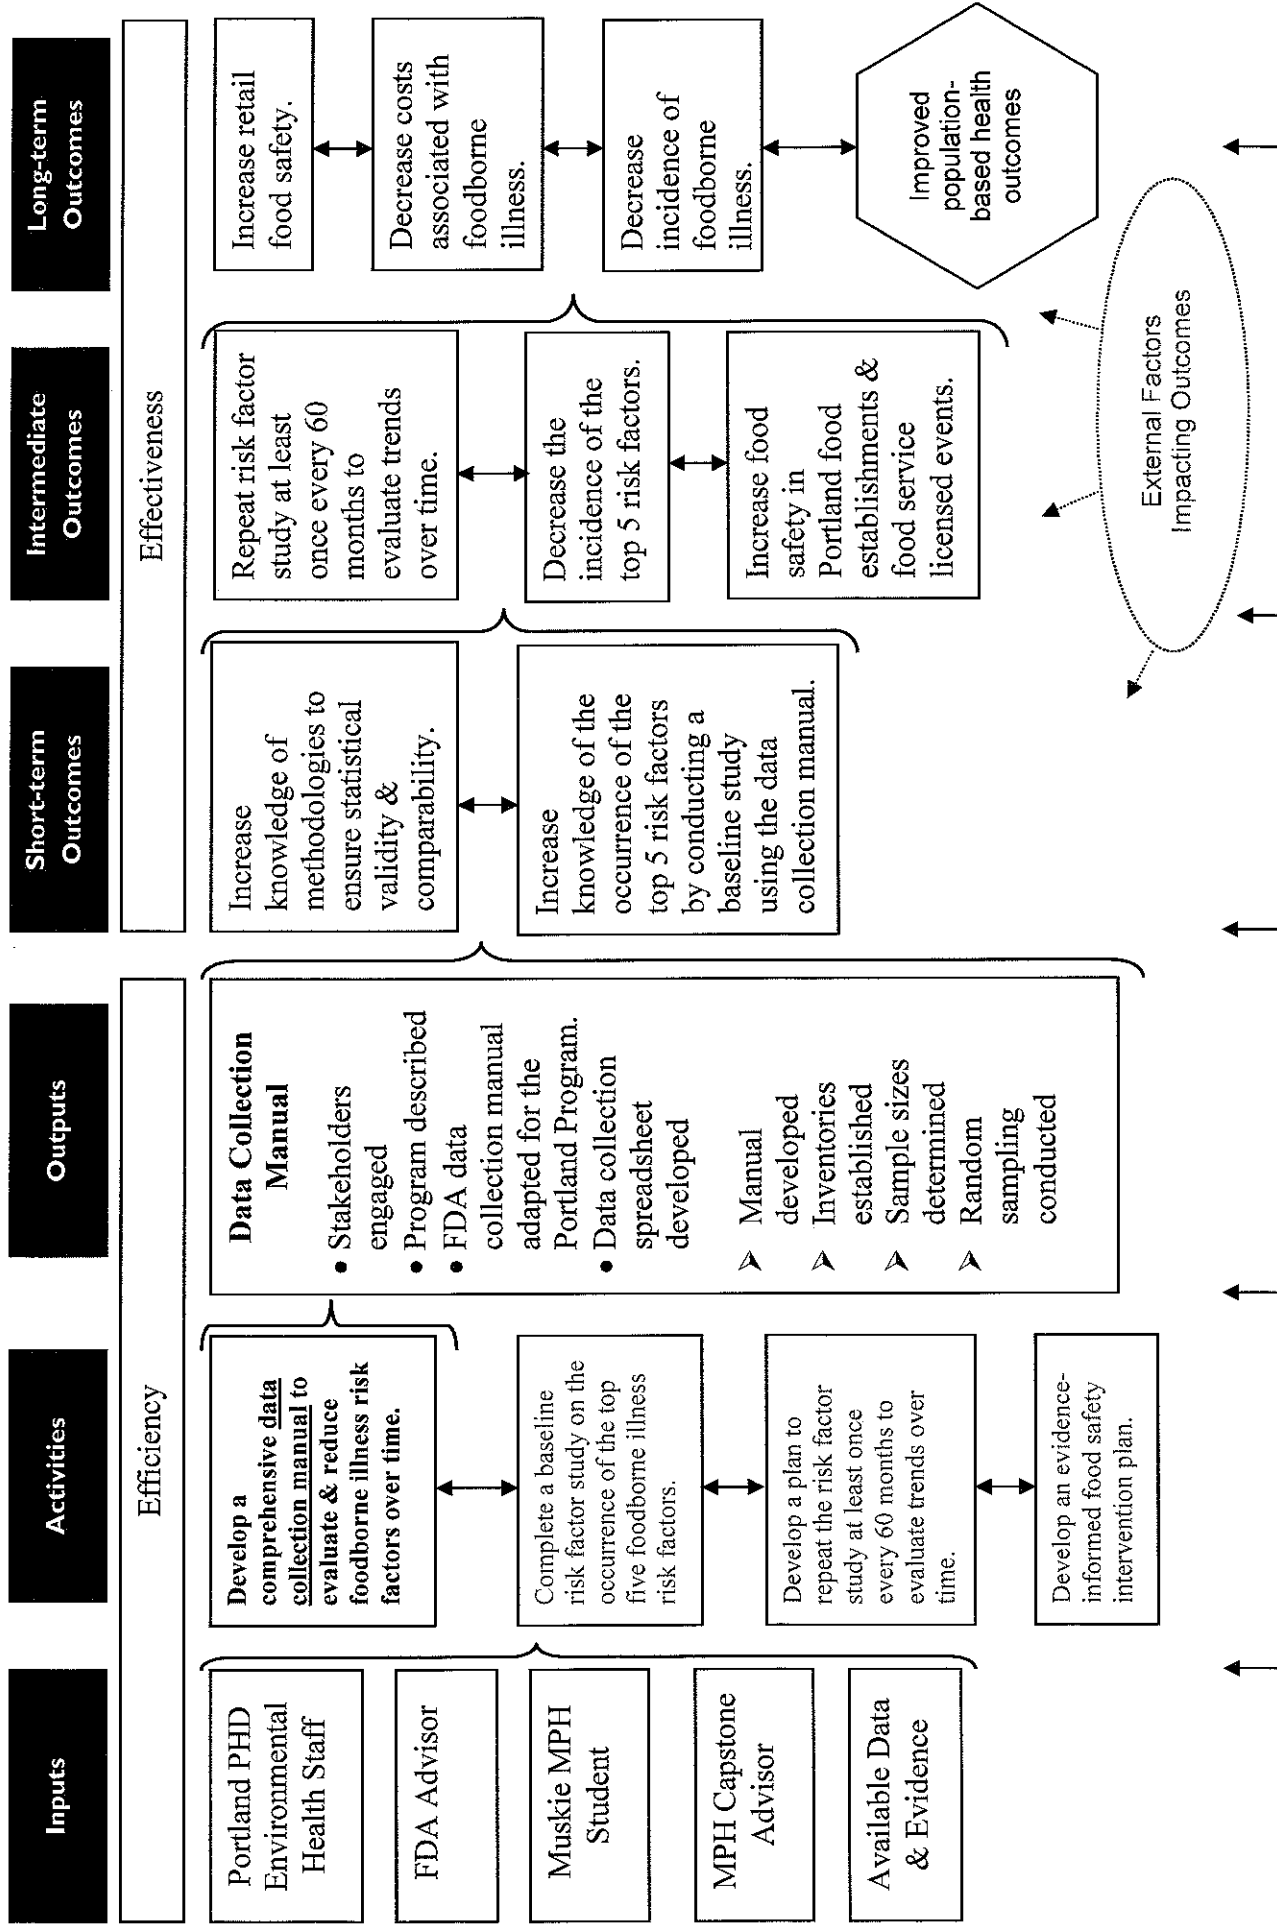 Inputs
Activities
Outputs
Short-term
Outcomes
Intermediate
Outcomes
Long-term
Outcomes
Efficiency
Effectiveness
Portland PHD
Environmental
Health Staff
FDA Advisor
Muskie MPH
Student
MPH Capstone
Advisor
Available Data
& Evidence
Develop a
comprehensive data
collection manual to
evaluate & reduce
foodborne illness risk
factors over time.
Complete a baseline
risk factor study on the
occurrence of the top
five foodborne illness
risk factors.
Develop a plan to
repeat the risk factor
study at least once
every 60 months to
evaluate trends over
time.
Develop an evidence-
informed food safety
intervention plan.
Data Collection
Manual
• Stakeholders
engaged
• Program described
• FDA data
collection manual
adapted for the
Portland Program.
• Data collection
spreadsheet
developed
➢ Manual
developed
➢ Inventories
established
➢ Sample sizes
determined
➢ Random
sampling
conducted
Increase
knowledge of
methodologies to
ensure statistical
validity &
comparability.
Increase
knowledge of the
occurrence of the
top 5 risk factors
by conducting a
baseline study
using the data
collection manual.
Repeat risk factor
study at least
once every 60
months to
evaluate trends
over time.
Decrease the
incidence of the
top 5 risk factors.
Increase food
safety in
Portland food
establishments &
food service
licensed events.
Increase retail
food safety.
Decrease costs
associated with
foodborne
illness.
Decrease
incidence of
foodborne
illness.
Improved
population-
based health
outcomes
External Factors
Impacting Outcomes